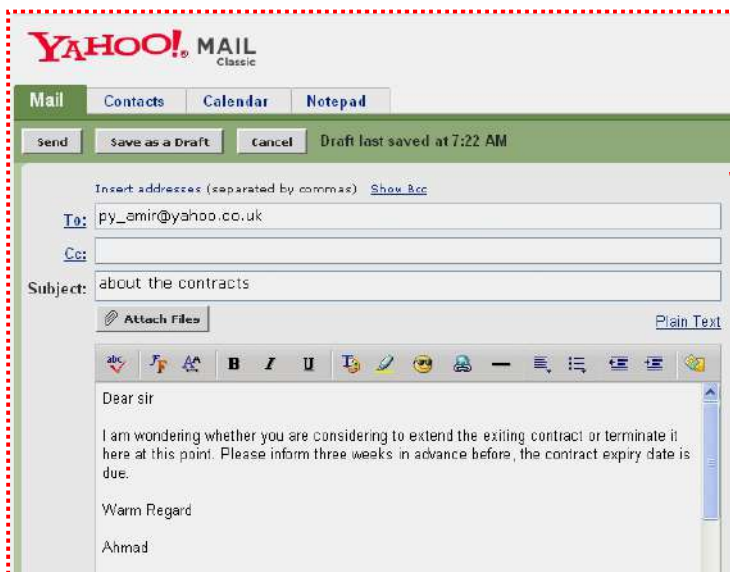 YAHOO! MAIL
Classic
Mail Contacts Calendar Notepad
Send Save as a Draft Cancel Draft last saved at 7:22 AM
Insert addresses (separated by commas) Show Bcc
To: py_amir@yahoo.co.uk
Cc:
Subject: about the contracts
Attach Files Plain Text
abc B I U
Dear sir
I am wondering whether you are considering to extend the exiting contract or terminate it
here at this point. Please inform three weeks in advance before, the contract expiry date is
due.
Warm Regard
Ahmad